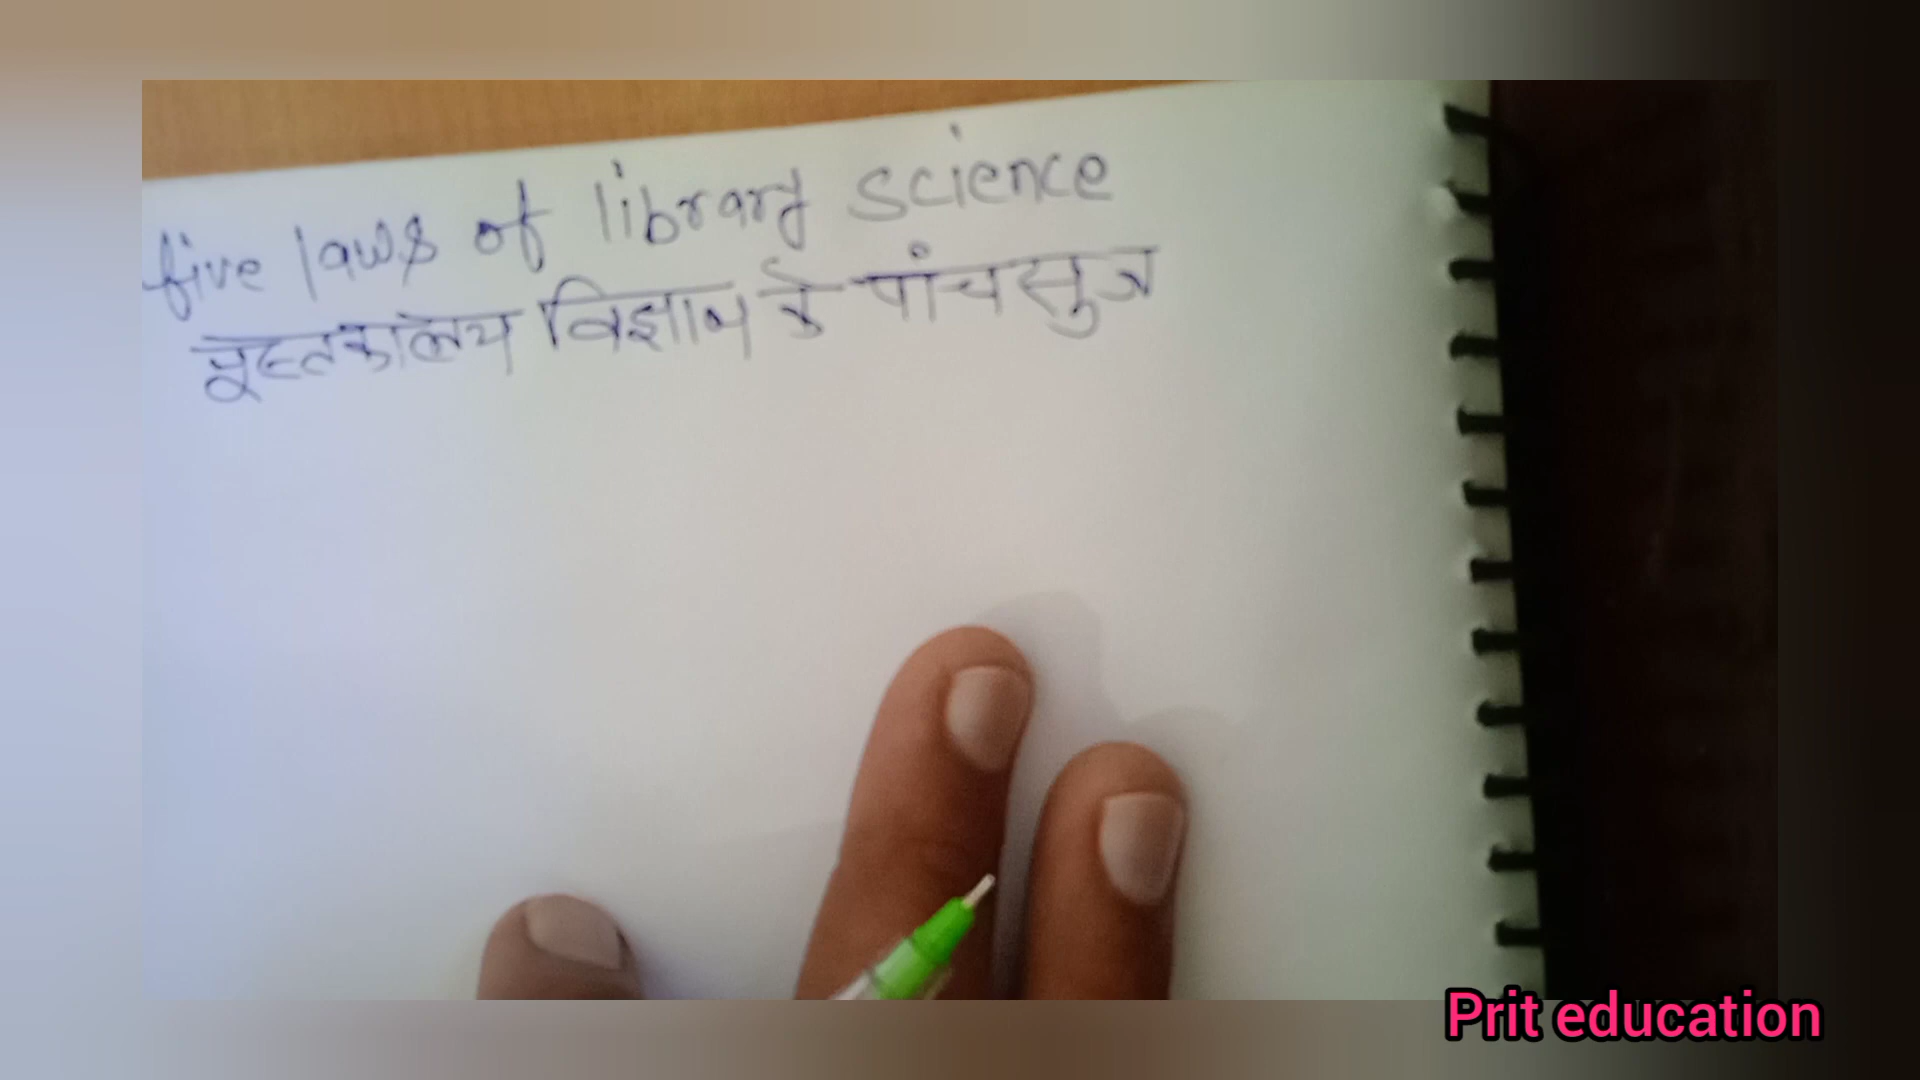 five laws of library science
पूस्तकालय विज्ञान के पांच सुत्र
Prit education